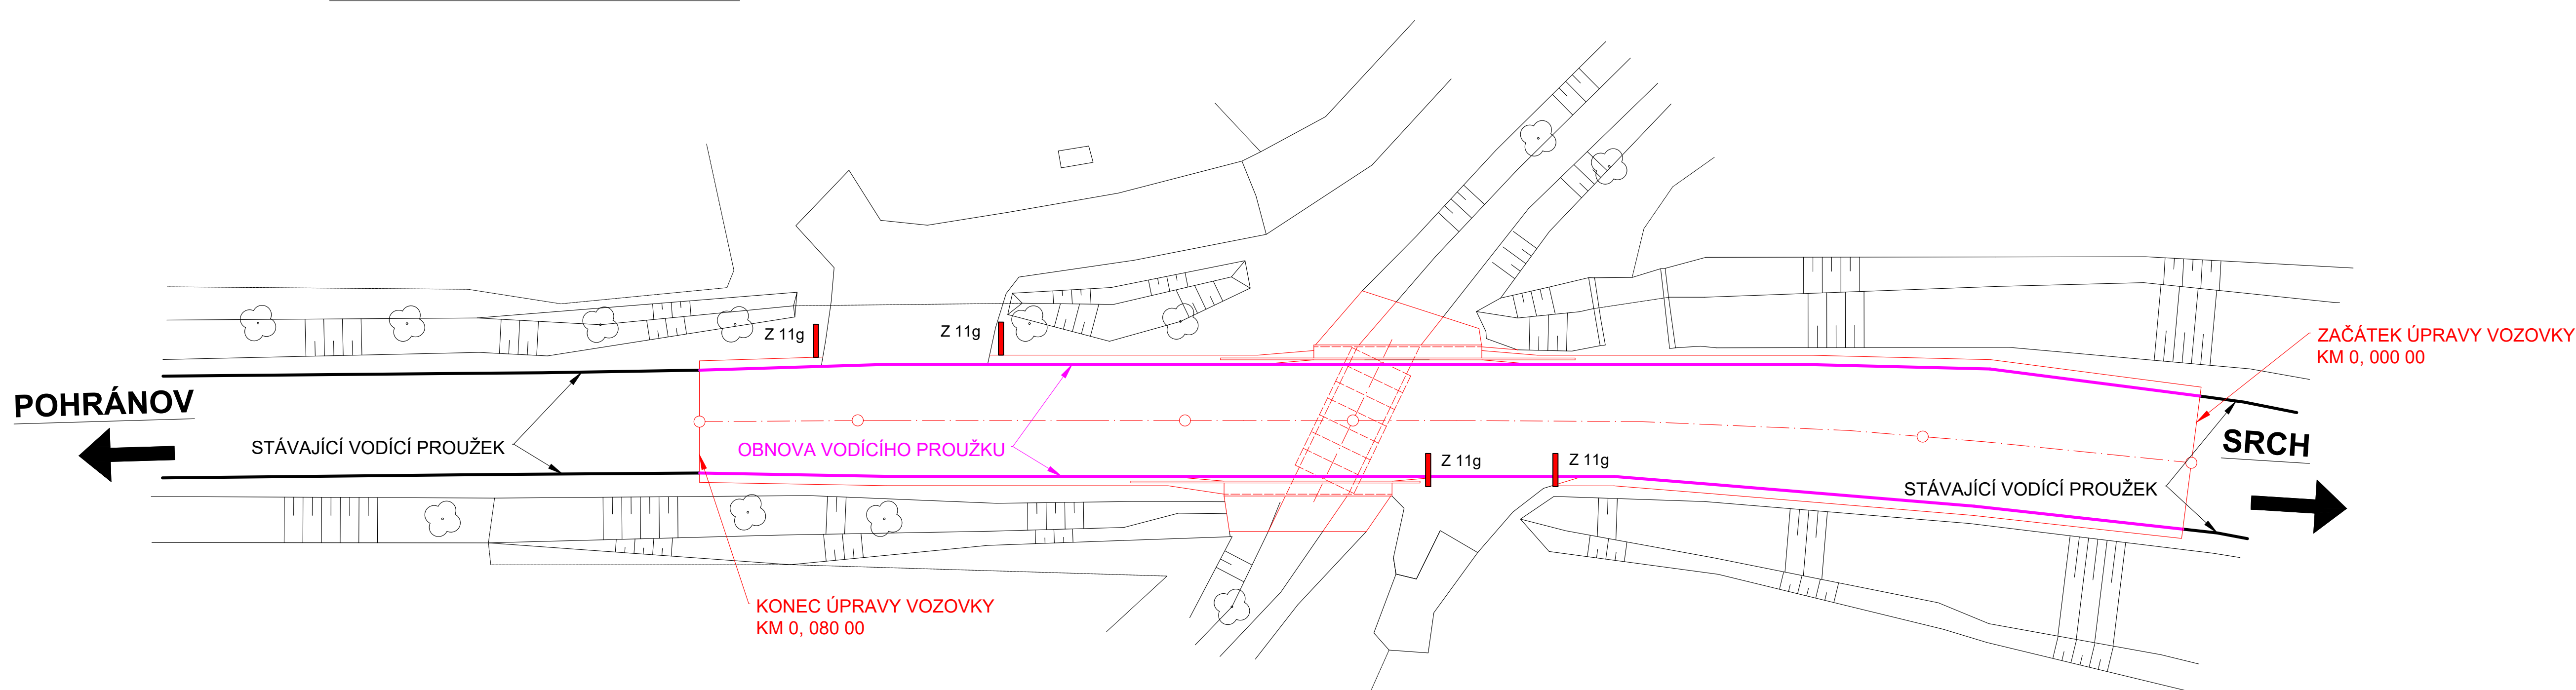 Z 11g
Z 11g
ZAČÁTEK ÚPRAVY VOZOVKY
KM 0, 000 00
POHRÁNOV
STÁVAJÍCÍ VODÍCÍ PROUŽEK
OBNOVA VODÍCÍHO PROUŽKU
Z 11g
Z 11g
SRCH
STÁVAJÍCÍ VODÍCÍ PROUŽEK
KONEC ÚPRAVY VOZOVKY
KM 0, 080 00